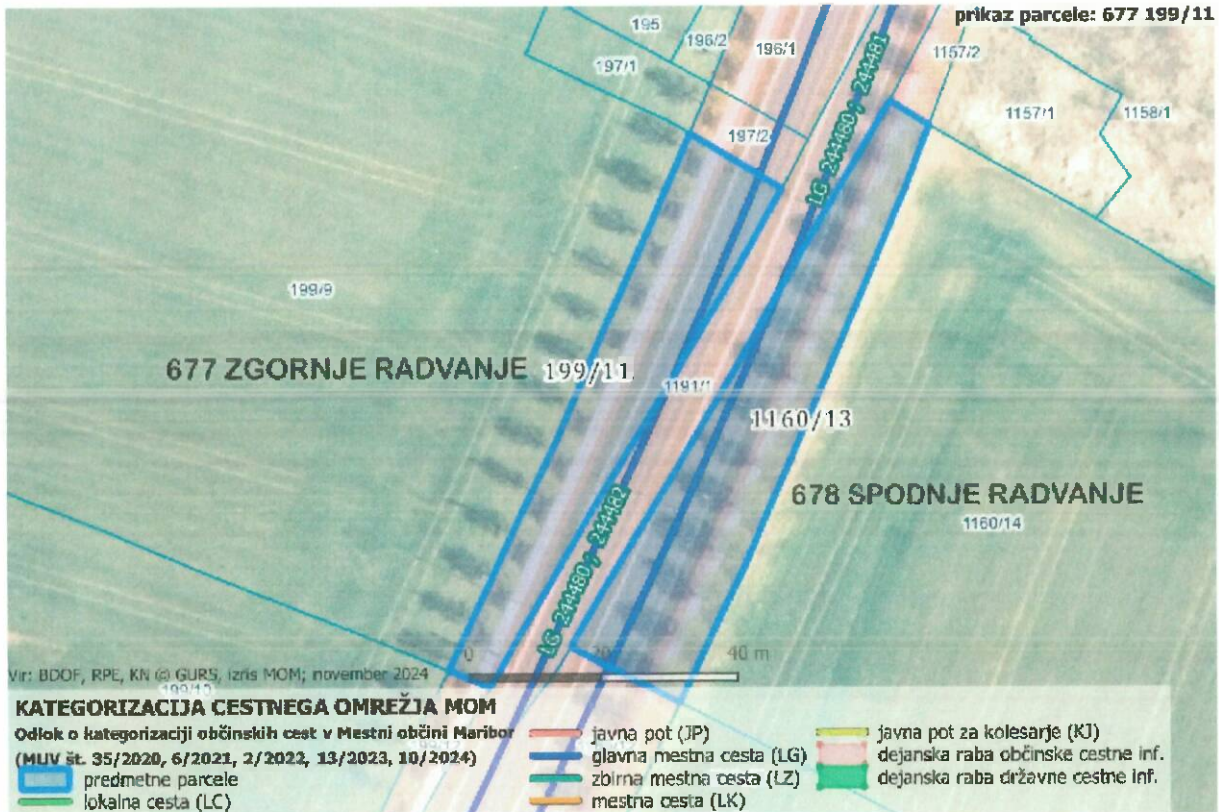 prikaz parcele: 677 199/11
195
196/2
196/1
197/1
197/2
1157/2
1157/1
1158/1
LG 244480 ; 244481
199/9
677 ZGORNJE RADVANJE 199/11
1191/1
1160/13
678 SPODNJE RADVANJE
1160/14
LG 244480 ; 244482
0 20 40 m
Vir: BDOF, RPE, KN © GURS, izris MOM; november 2024
199/10
KATEGORIZACIJA CESTNEGA OMREŽJA MOM
Odlok o kategorizaciji občinskih cest v Mestni občini Maribor
(MUV št. 35/2020, 6/2021, 2/2022, 13/2023, 10/2024)
predmetne parcele
lokalna cesta (LC)
javna pot (JP)
glavna mestna cesta (LG)
zbirna mestna cesta (LZ)
mestna cesta (LK)
javna pot za kolesarje (KJ)
dejanska raba občinske cestne inf.
dejanska raba državne cestne inf.